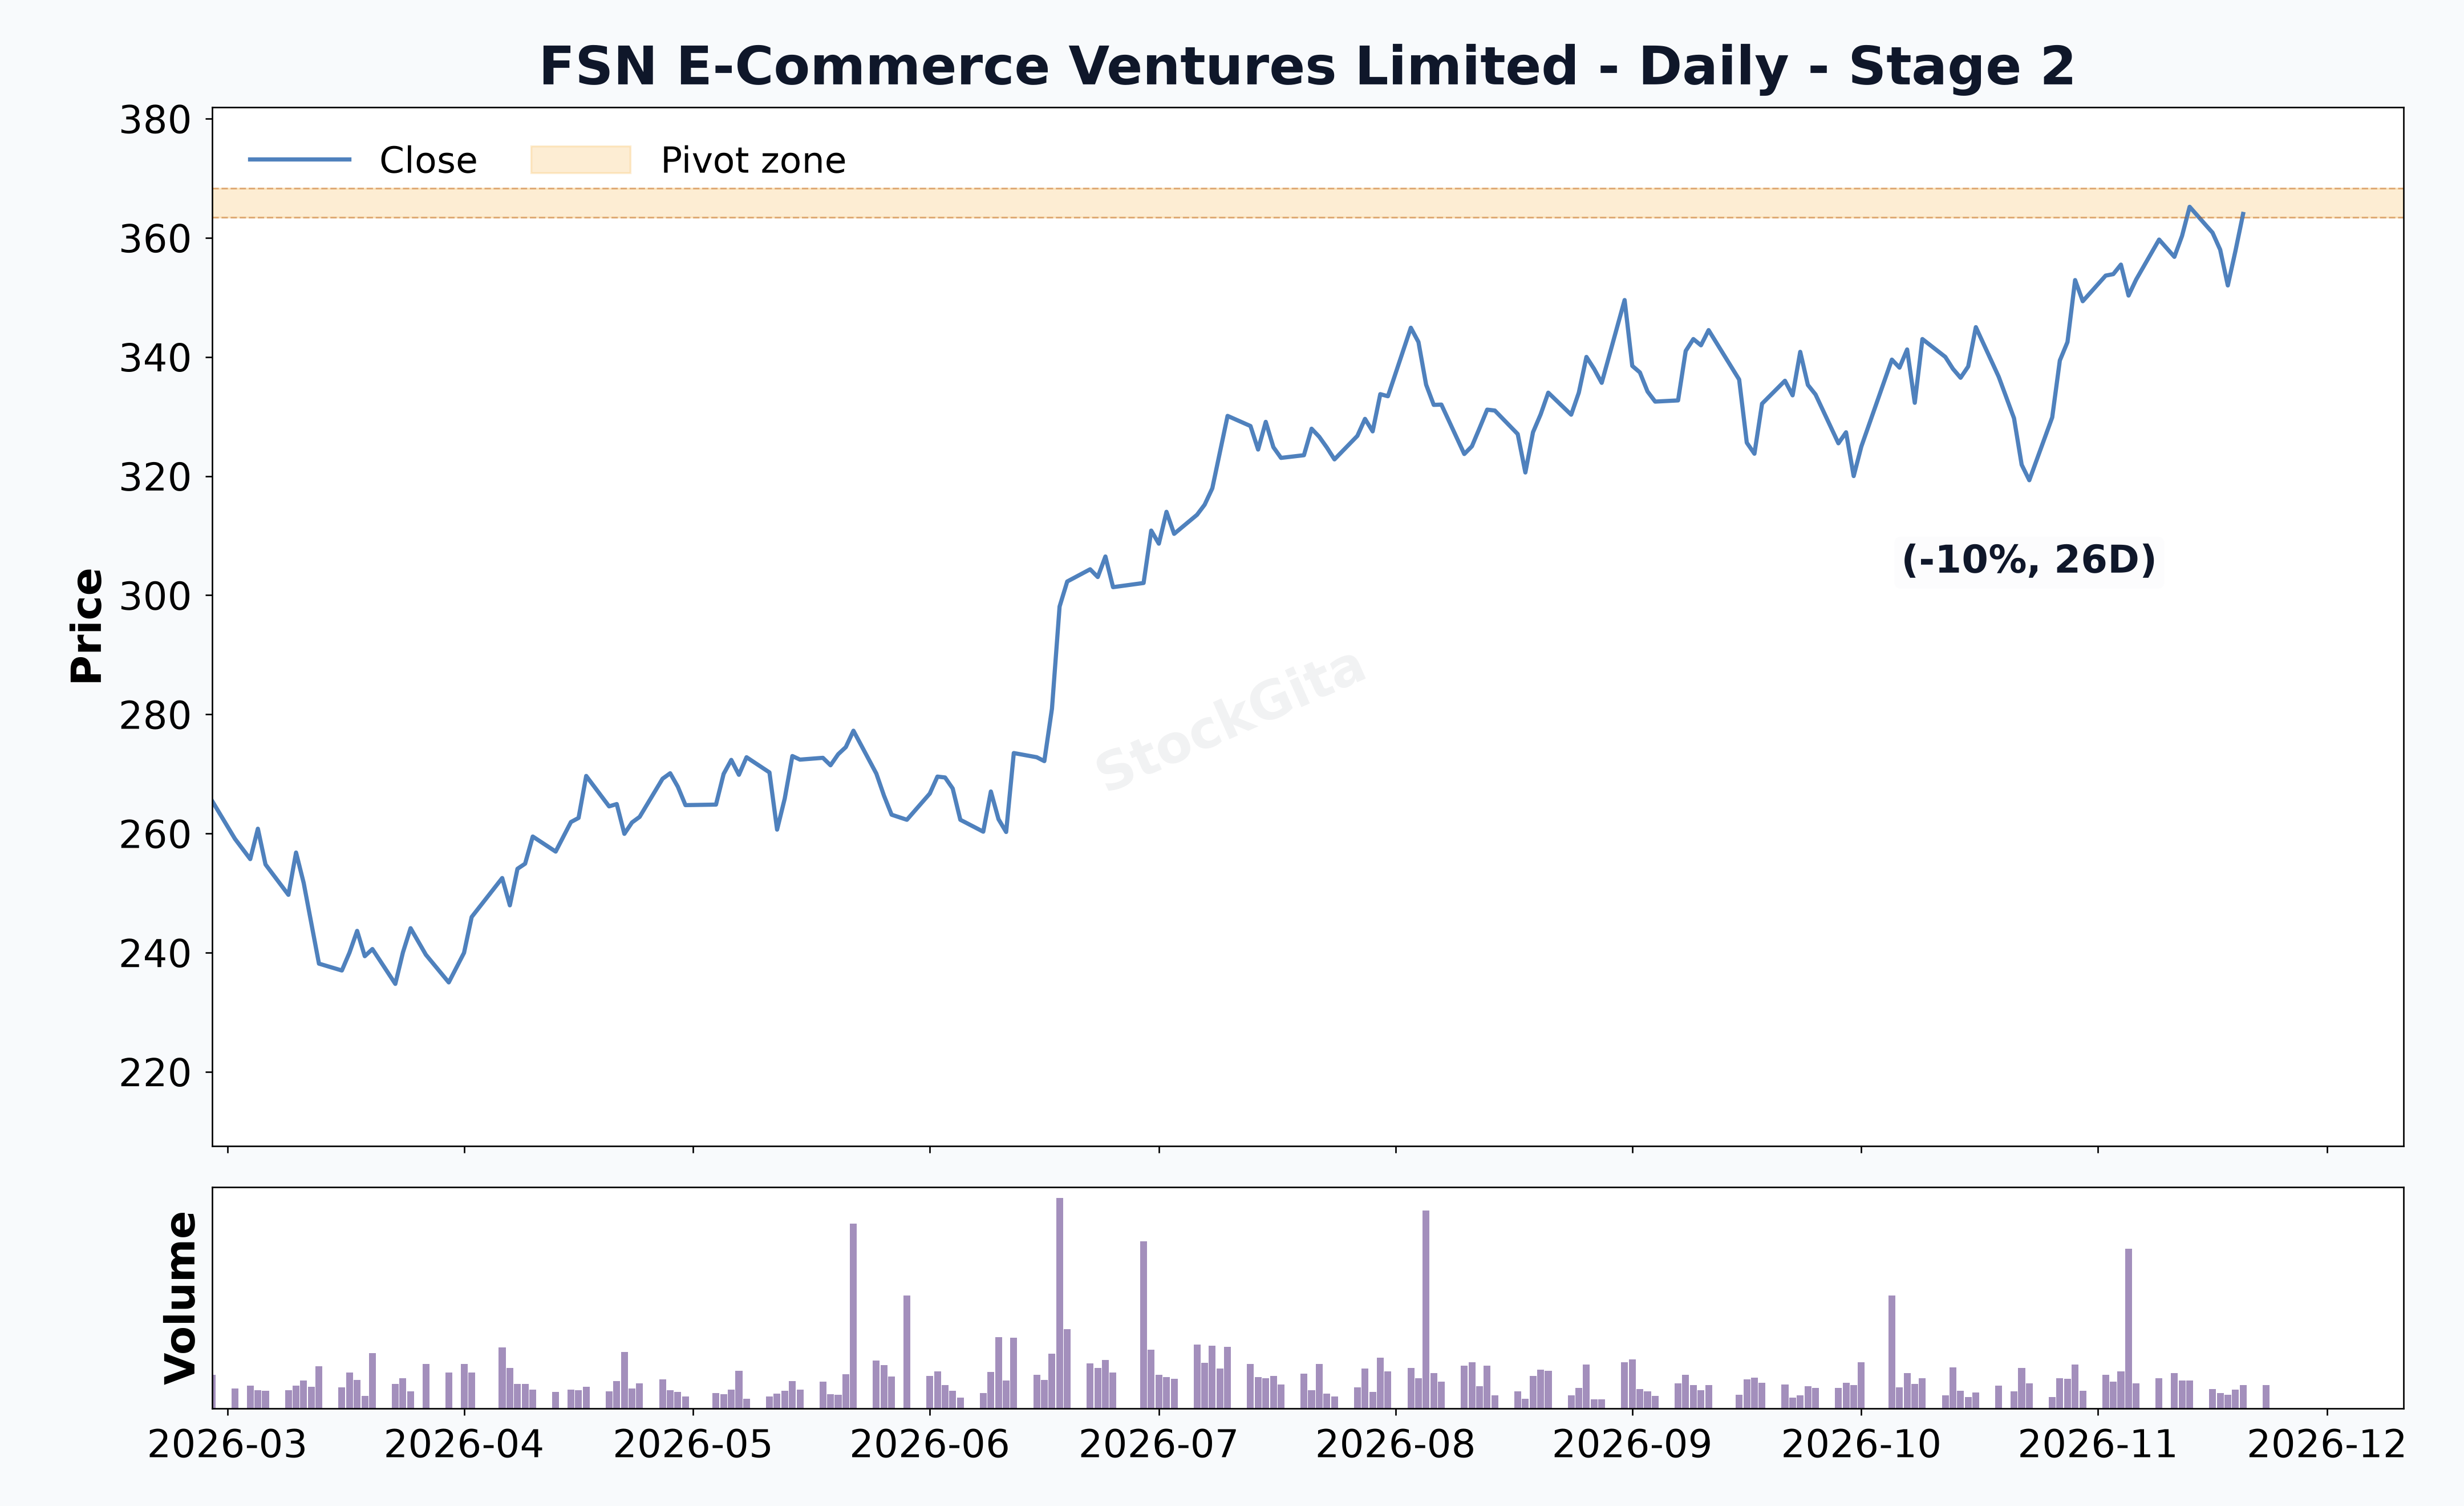 FSN E-Commerce Ventures Limited - Daily - Stage 2
Close
Pivot zone
380
360
340
320
300
280
260
240
220
Price
(-10%, 26D)
StockGita
Volume
2026-03
2026-04
2026-05
2026-06
2026-07
2026-08
2026-09
2026-10
2026-11
2026-12